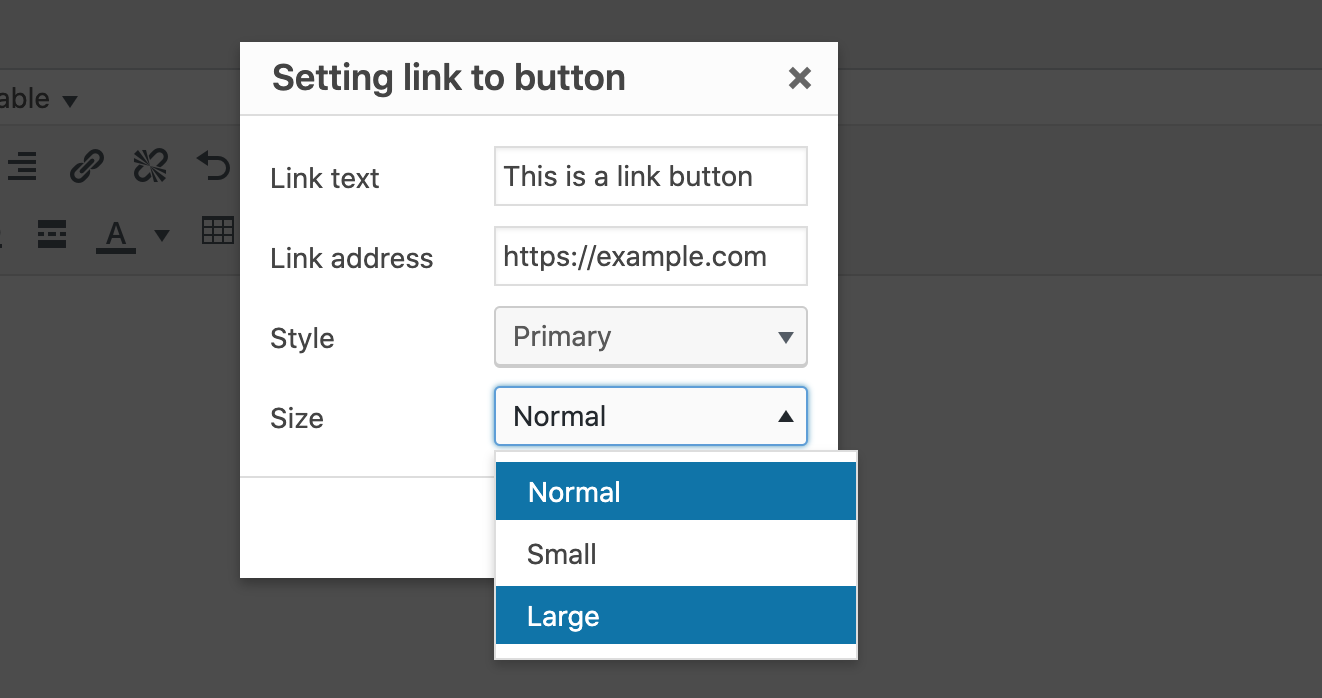 Setting link to button
able
Link text
This is a link button
Link address
https://example.com
A
Style
Primary
Size
Normal
Normal
Small
Large